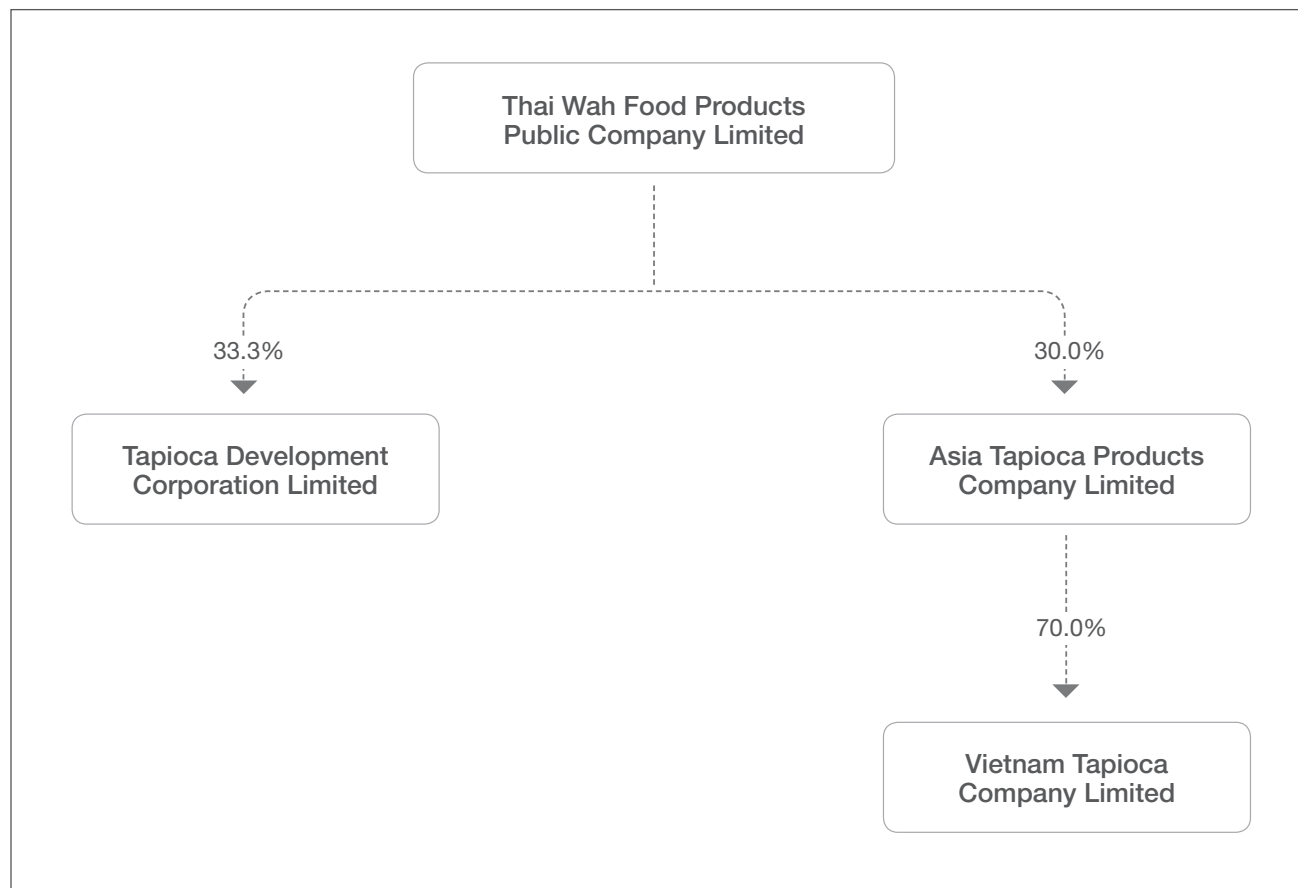 Thai Wah Food Products
Public Company Limited
33.3%
30.0%
Tapioca Development
Corporation Limited
Asia Tapioca Products
Company Limited
70.0%
Vietnam Tapioca
Company Limited